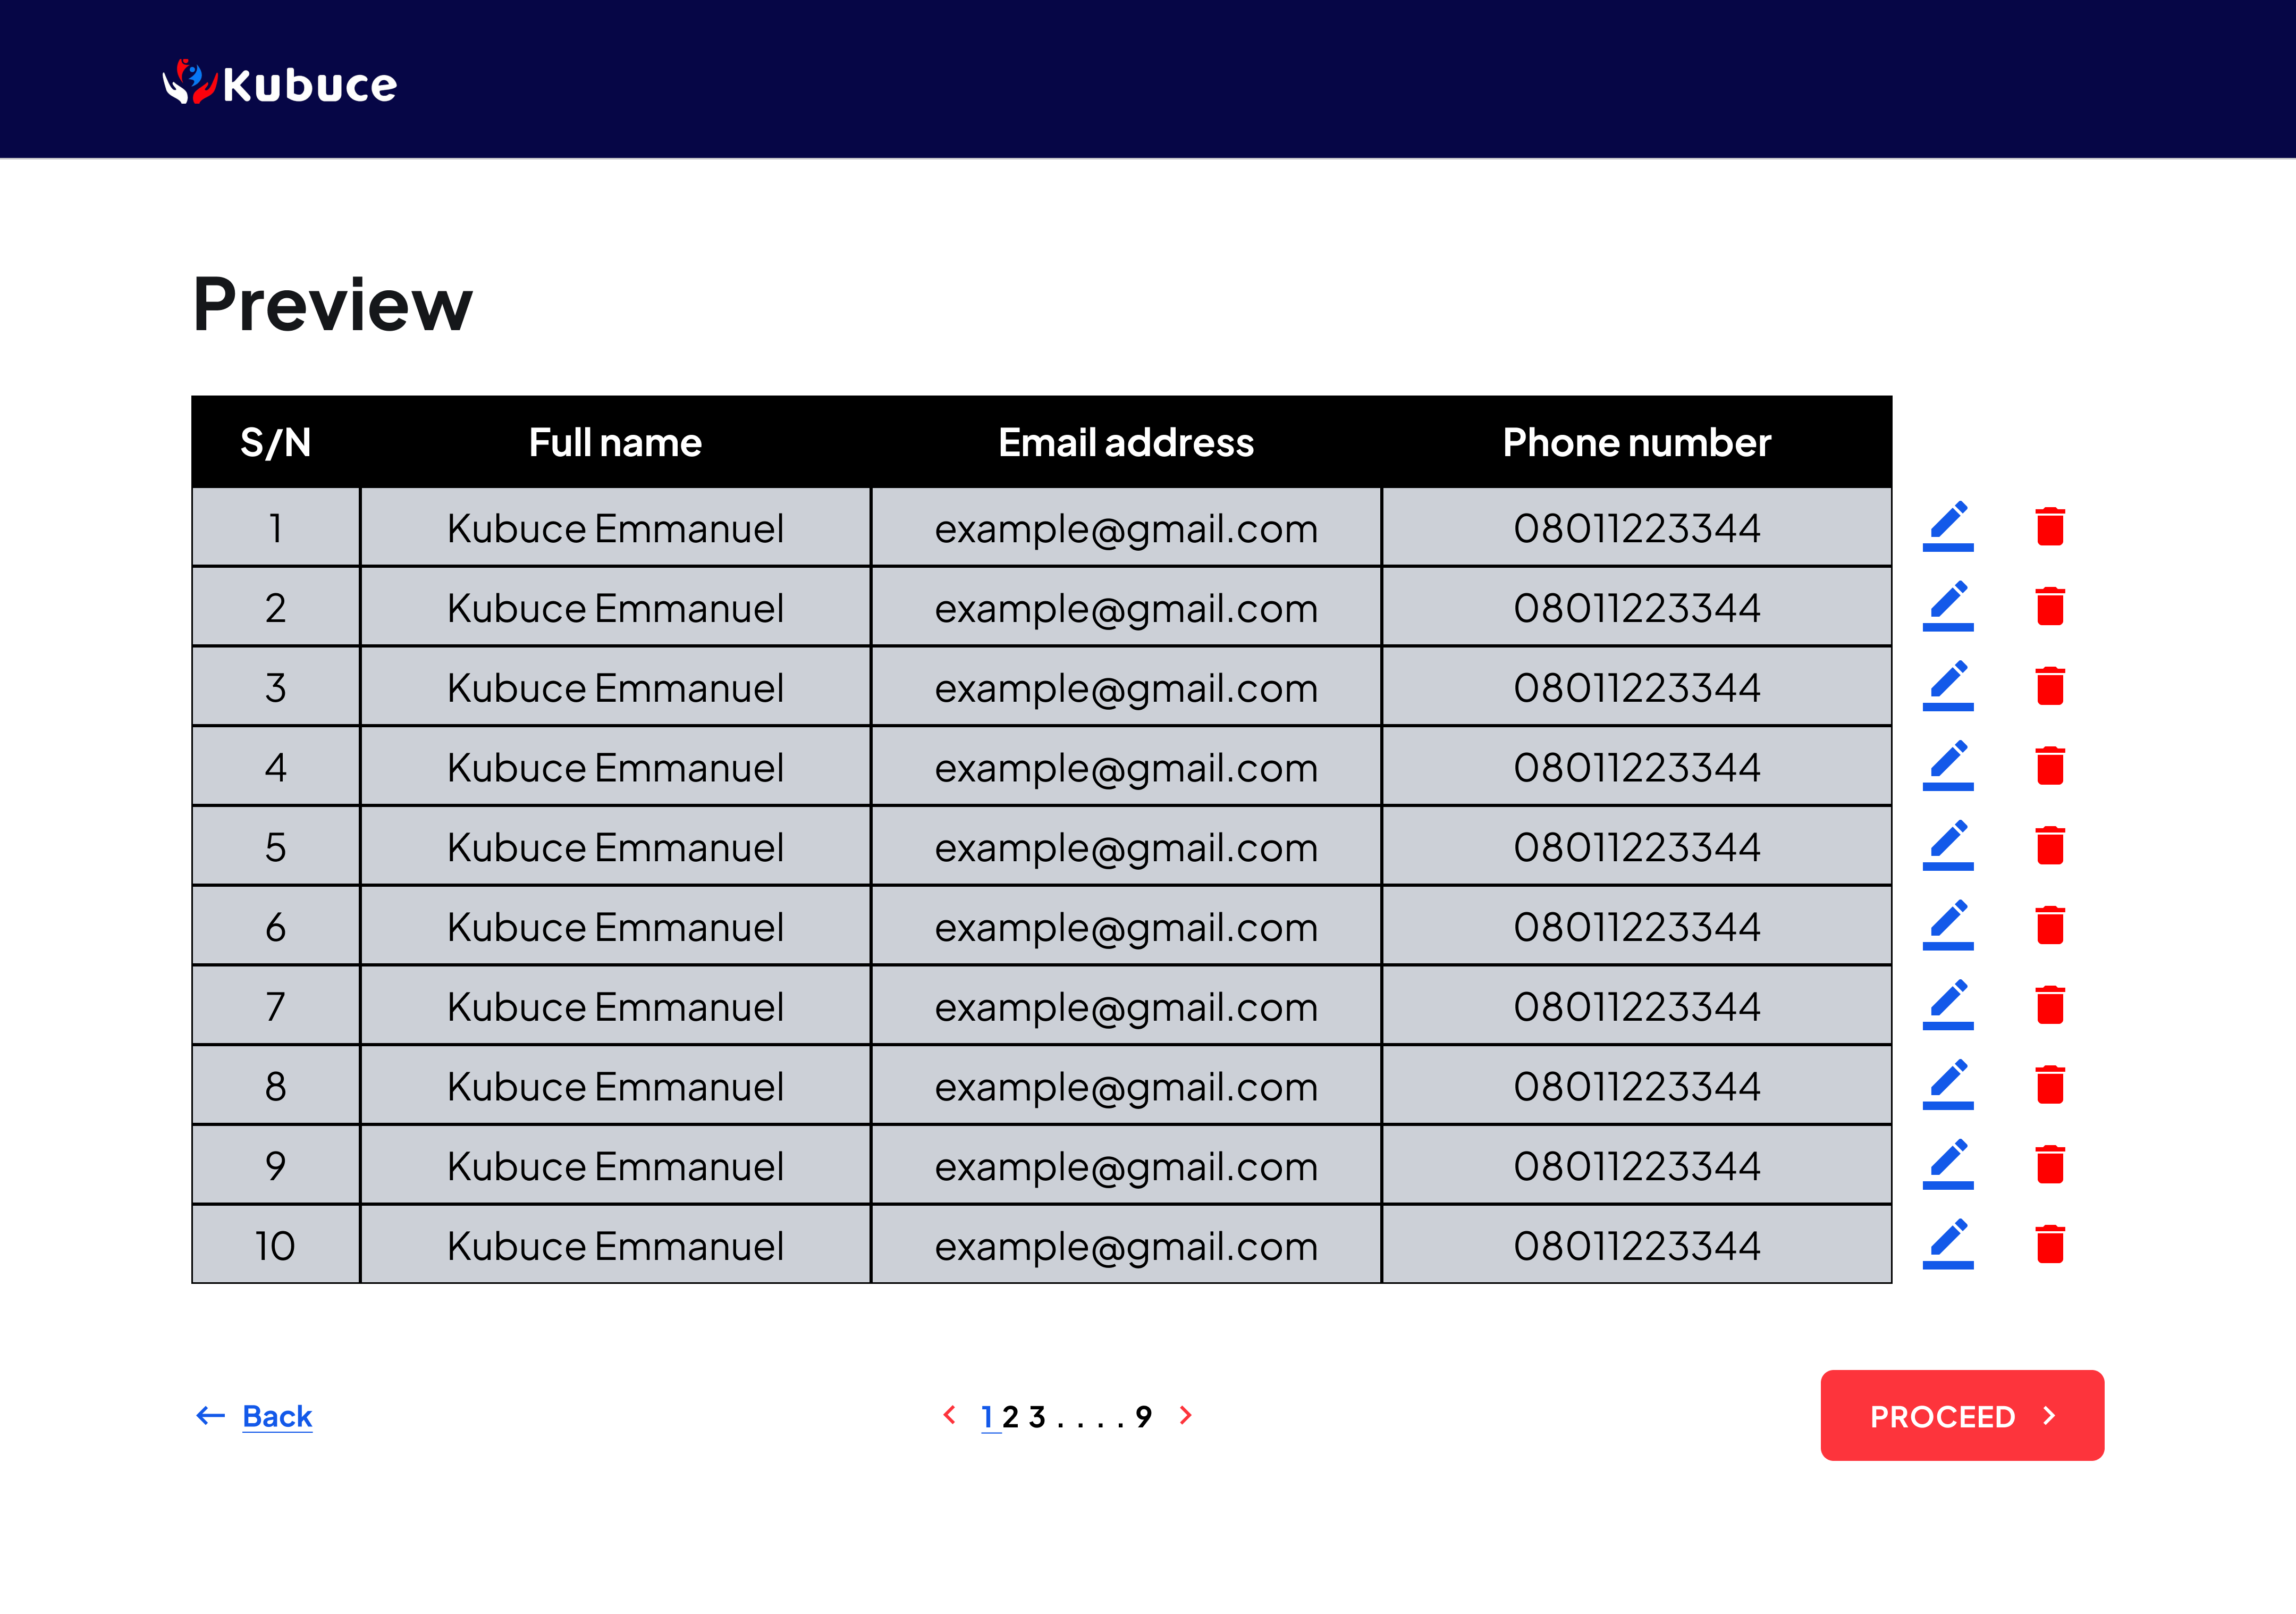 Kubuce
Preview
S/N Full name Email address Phone number
1 Kubuce Emmanuel example@gmail.com 08011223344
2 Kubuce Emmanuel example@gmail.com 08011223344
3 Kubuce Emmanuel example@gmail.com 08011223344
4 Kubuce Emmanuel example@gmail.com 08011223344
5 Kubuce Emmanuel example@gmail.com 08011223344
6 Kubuce Emmanuel example@gmail.com 08011223344
7 Kubuce Emmanuel example@gmail.com 08011223344
8 Kubuce Emmanuel example@gmail.com 08011223344
9 Kubuce Emmanuel example@gmail.com 08011223344
10 Kubuce Emmanuel example@gmail.com 08011223344
Back 1 2 3 . . . . 9 PROCEED